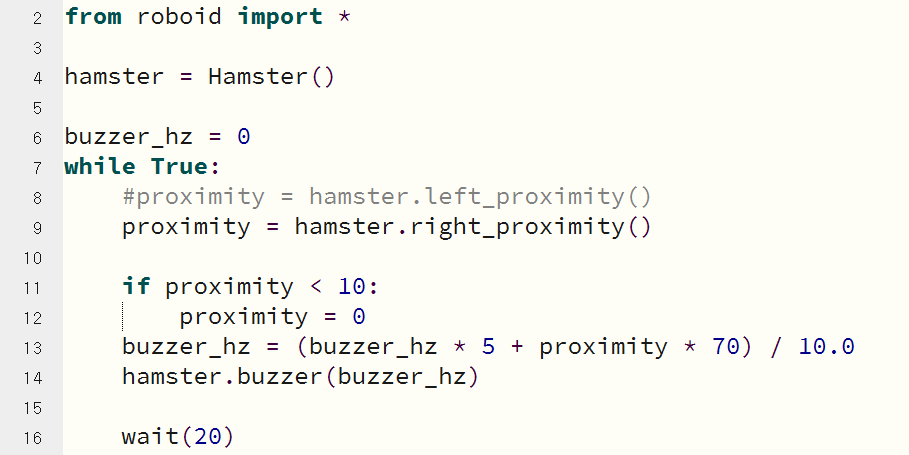 2 from roboid import *
3
4 hamster = Hamster()
5
6 buzzer_hz = 0
7 while True:
8     #proximity = hamster.left_proximity()
9     proximity = hamster.right_proximity()
10
11     if proximity < 10:
12         proximity = 0
13     buzzer_hz = (buzzer_hz * 5 + proximity * 70) / 10.0
14     hamster.buzzer(buzzer_hz)
15
16     wait(20)